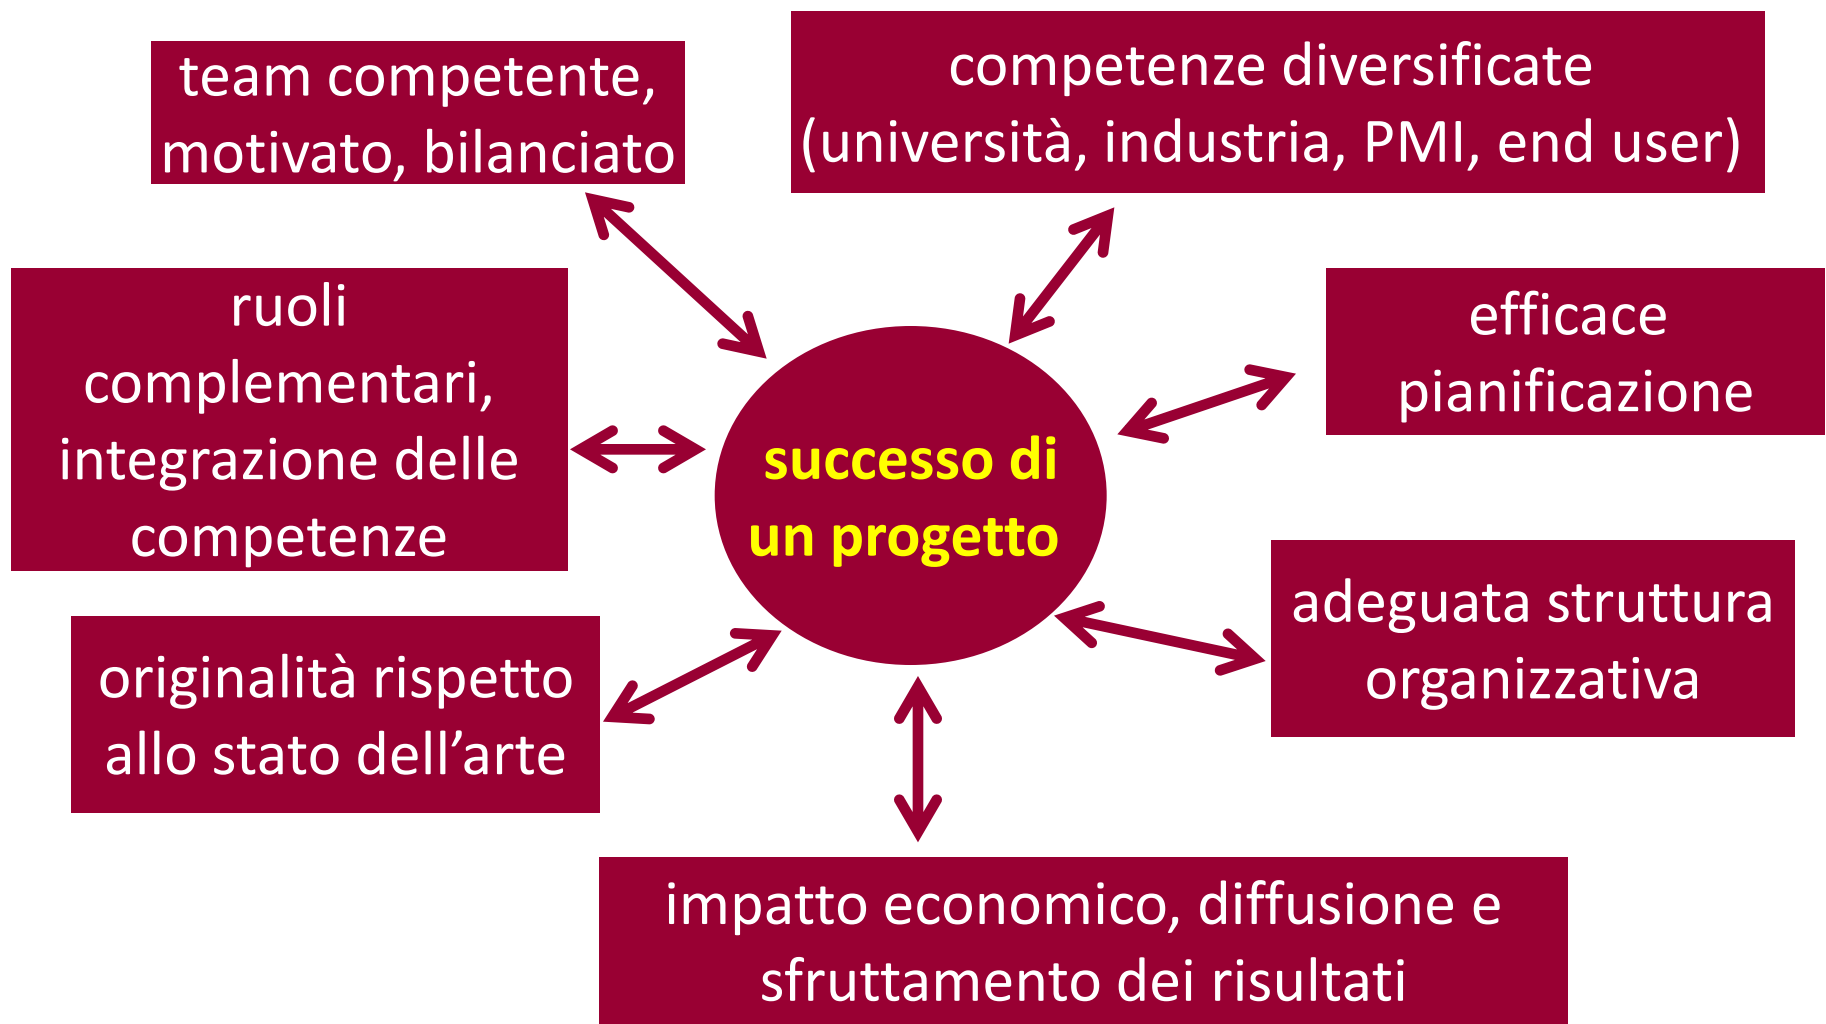 team competente,
motivato, bilanciato
competenze diversificate
(università, industria, PMI, end user)
ruoli
complementari,
integrazione delle
competenze
efficace
pianificazione
successo di
un progetto
adeguata struttura
organizzativa
originalità rispetto
allo stato dell’arte
impatto economico, diffusione e
sfruttamento dei risultati